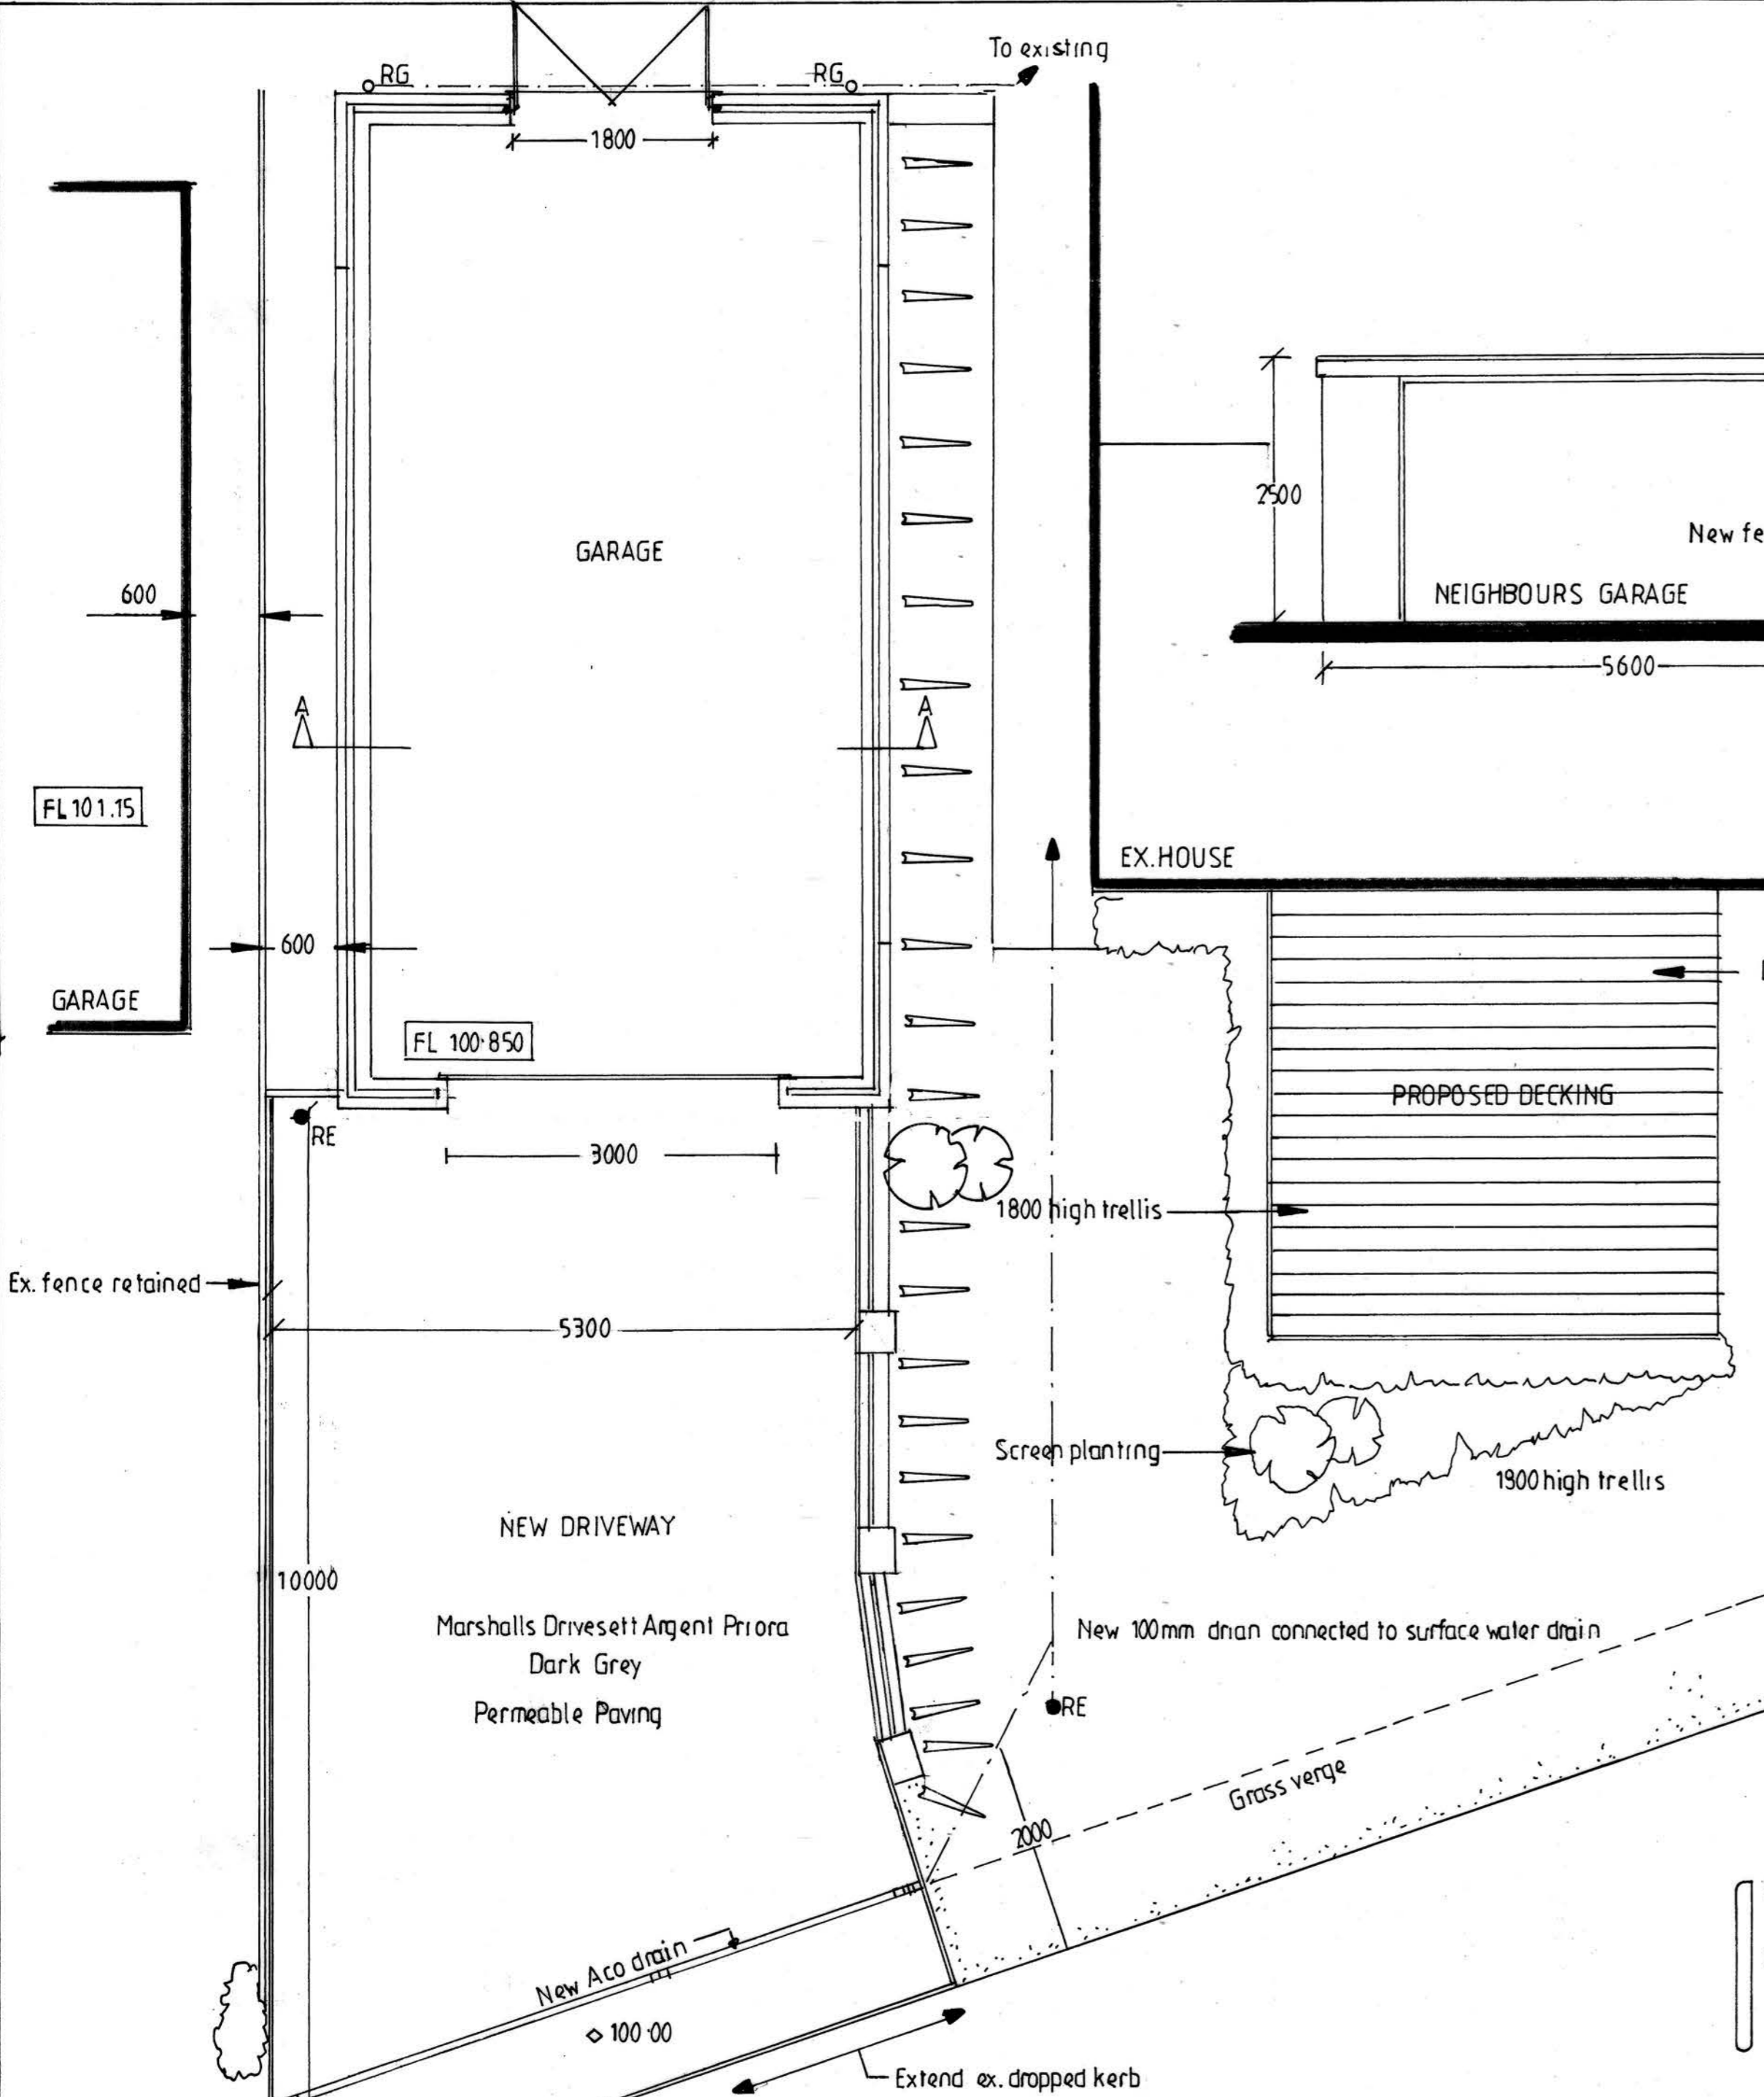 To existing
RG
RG
1800
GARAGE
2500
New fe
NEIGHBOURS GARAGE
600
5600
A
A
FL 101.15
EX.HOUSE
600
GARAGE
FL 100·850
PROPOSED DECKING
RE
3000
1800 high trellis
Ex. fence retained
5300
Screen planting
1800 high trellis
NEW DRIVEWAY
10000
Marshalls Drivesett Argent Priora
Dark Grey
Permeable Paving
New 100mm drian connected to surface water drain
RE
Grass verge
2000
New Aco drain
100·00
Extend ex. dropped kerb